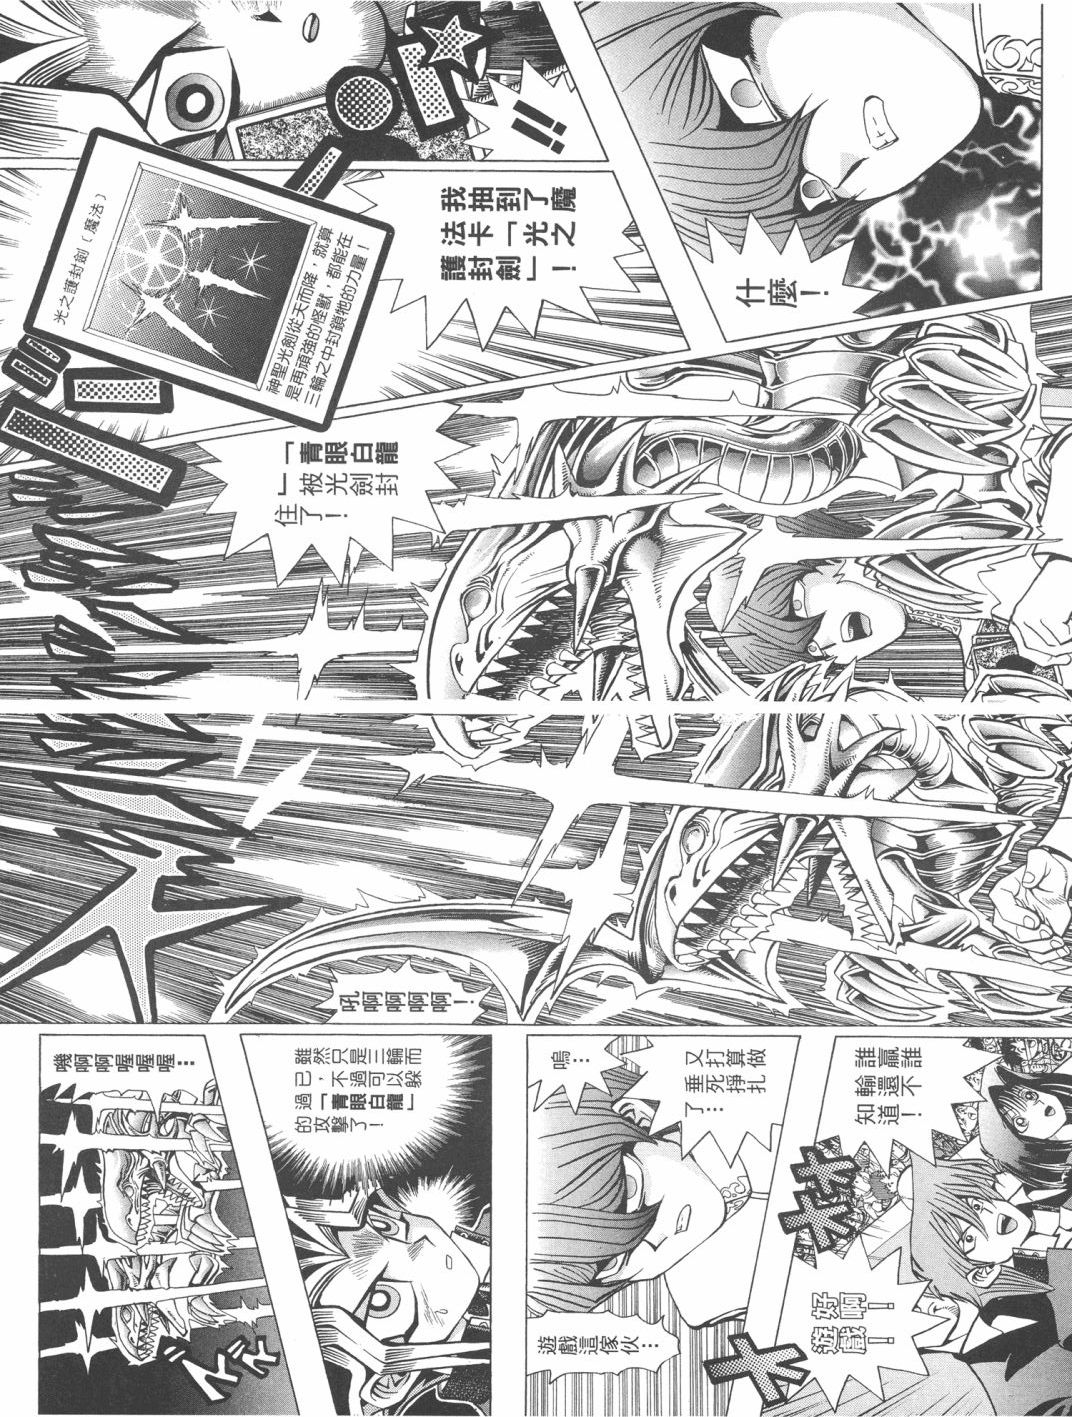 !!
光之護封劍〔魔法〕
神聖光劍從天而降，就算
是再頑強的怪獸，都能在
三輪之中封鎖牠的力量！
我抽到了魔
法卡「光之
護封劍」！
什麼！
「青眼白龍
」被光劍封
住了！
吼啊啊啊啊！
嘰啊啊喔喔喔…
雖然只是三輪而
已，不過可以躲
過「青眼白龍」
的攻擊了！
嗚…
又打算做
垂死掙扎
了…
遊戲這傢伙…
誰贏誰
輸還不
知道！
好啊！
遊戲！